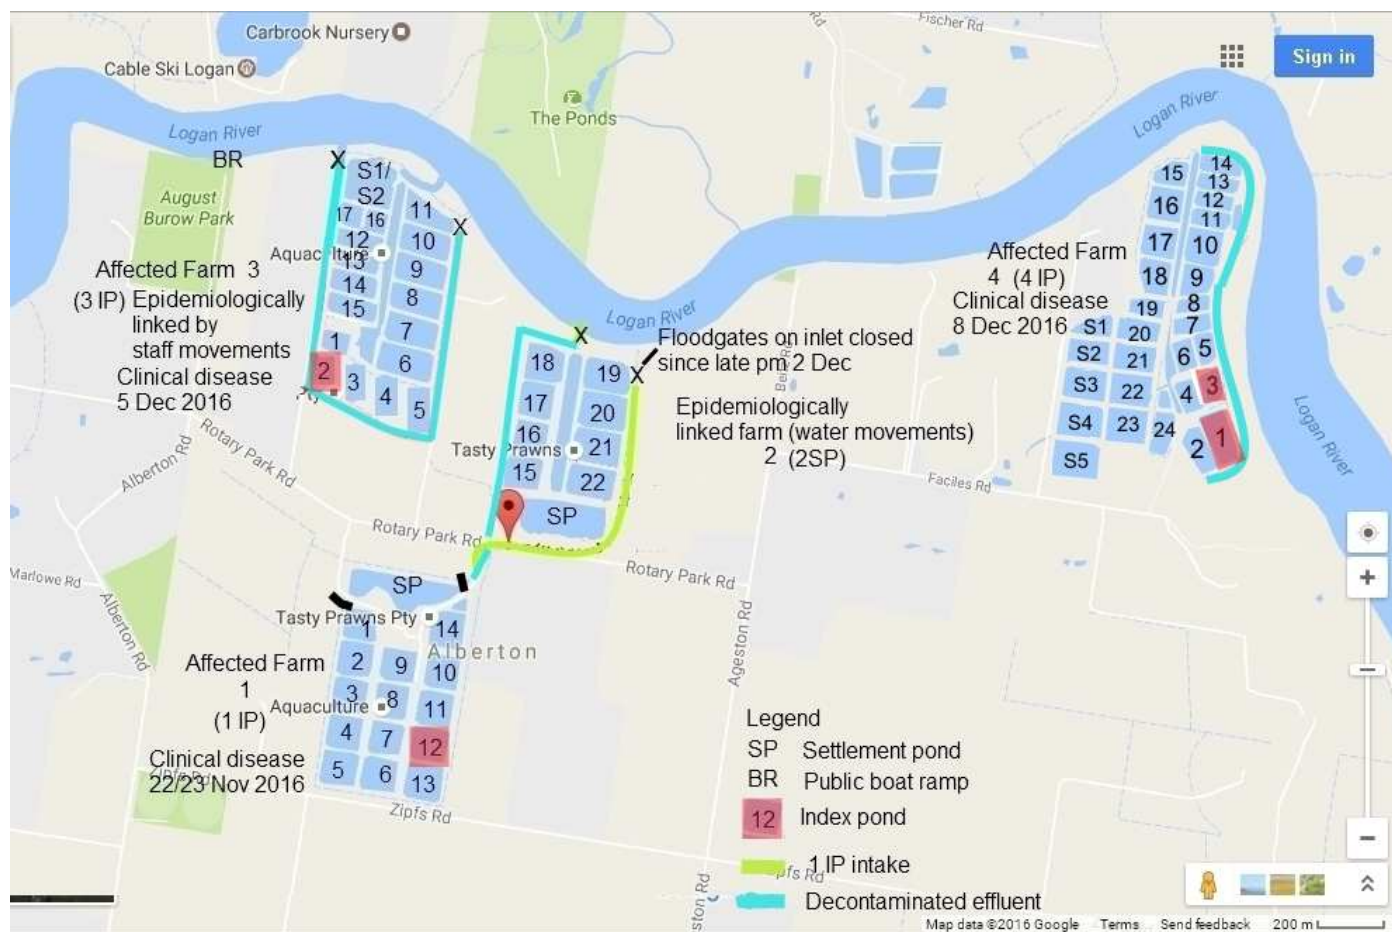 Carbrook Nursery
Cable Ski Logan
The Ponds
Fischer Rd
Rd
Sign in
Logan River
BR
August
Burow Park
X
S1/
S2
17
16
11
12
10
Aquaculture
13
9
14
8
15
7
1
6
2
3
4
5
X
Affected Farm 3
(3 IP) Epidemiologically
linked by
staff movements
Clinical disease
5 Dec 2016
Pty
Logan River
X
Floodgates on inlet closed
since late pm 2 Dec
X
18
19
17
20
16
21
Tasty Prawns
15
22
SP
Epidemiologically
linked farm (water movements)
2 (2SP)
Logan River
Affected Farm
4 (4 IP)
Clinical disease
8 Dec 2016
15
14
13
16
12
11
17
10
18
9
19
8
S1
20
7
S2
21
6
5
S3
22
4
3
S4
23
24
2
1
S5
Logan River
Faciles Rd
Alberton Rd
Rotary Park Rd
Rotary Park Rd
Rotary Park Rd
Marlowe Rd
Alberton Rd
Ageston Rd
SP
Tasty Prawns Pty
1
14
Alberton
2
9
10
3
8
Aquaculture
11
4
7
12
5
6
13
Affected Farm
1
(1 IP)
Clinical disease
22/23 Nov 2016
Zipfs Rd
Zipfs Rd
Legend
SP Settlement pond
BR Public boat ramp
12 Index pond
1 IP intake
pfs Rd
Decontaminated effluent
ston Rd
Map data ©2016 Google Terms Send feedback 200 m